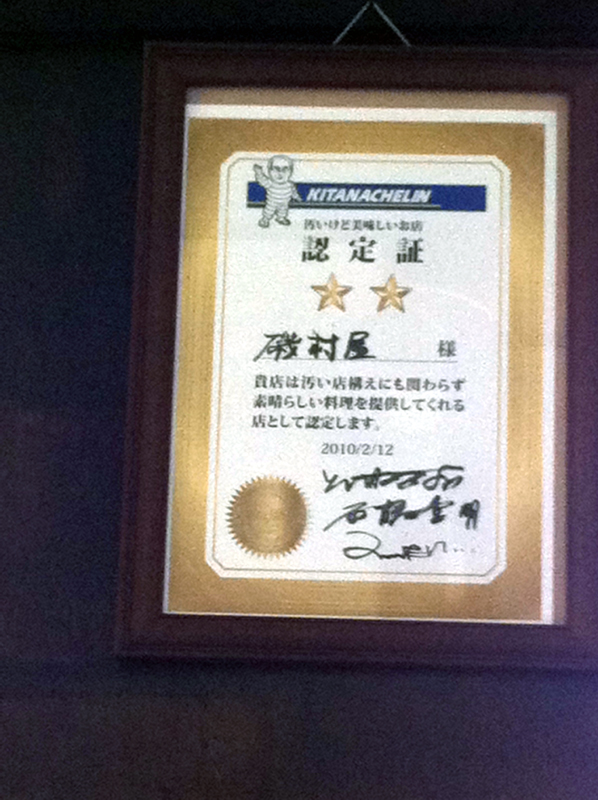 KITANACHELIN
汚いけど美味しいお店
認定証
磯村屋 様
貴店は汚い店構えにも関わらず
素晴らしい料理を提供してくれる
店として認定します。
2010/2/12